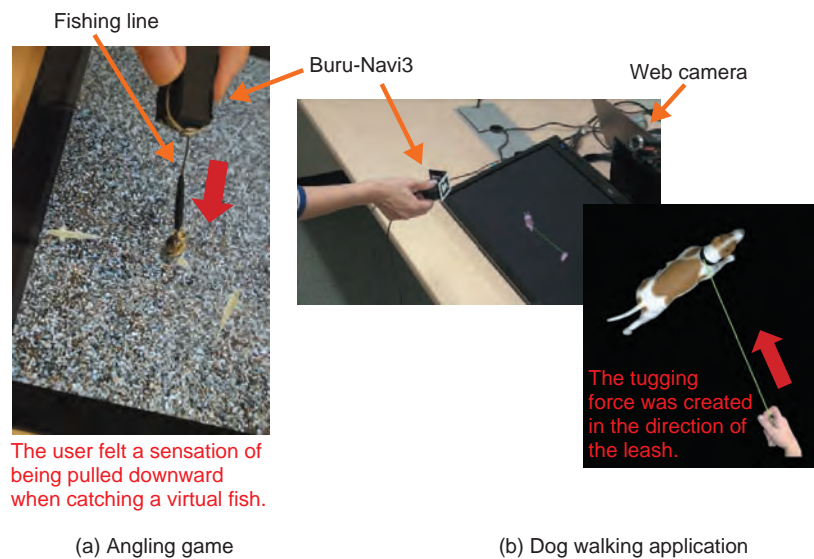 Fishing line
Buru-Navi3
Web camera
The user felt a sensation of
being pulled downward
when catching a virtual fish.
The tugging
force was created
in the direction of
the leash.
(a) Angling game
(b) Dog walking application